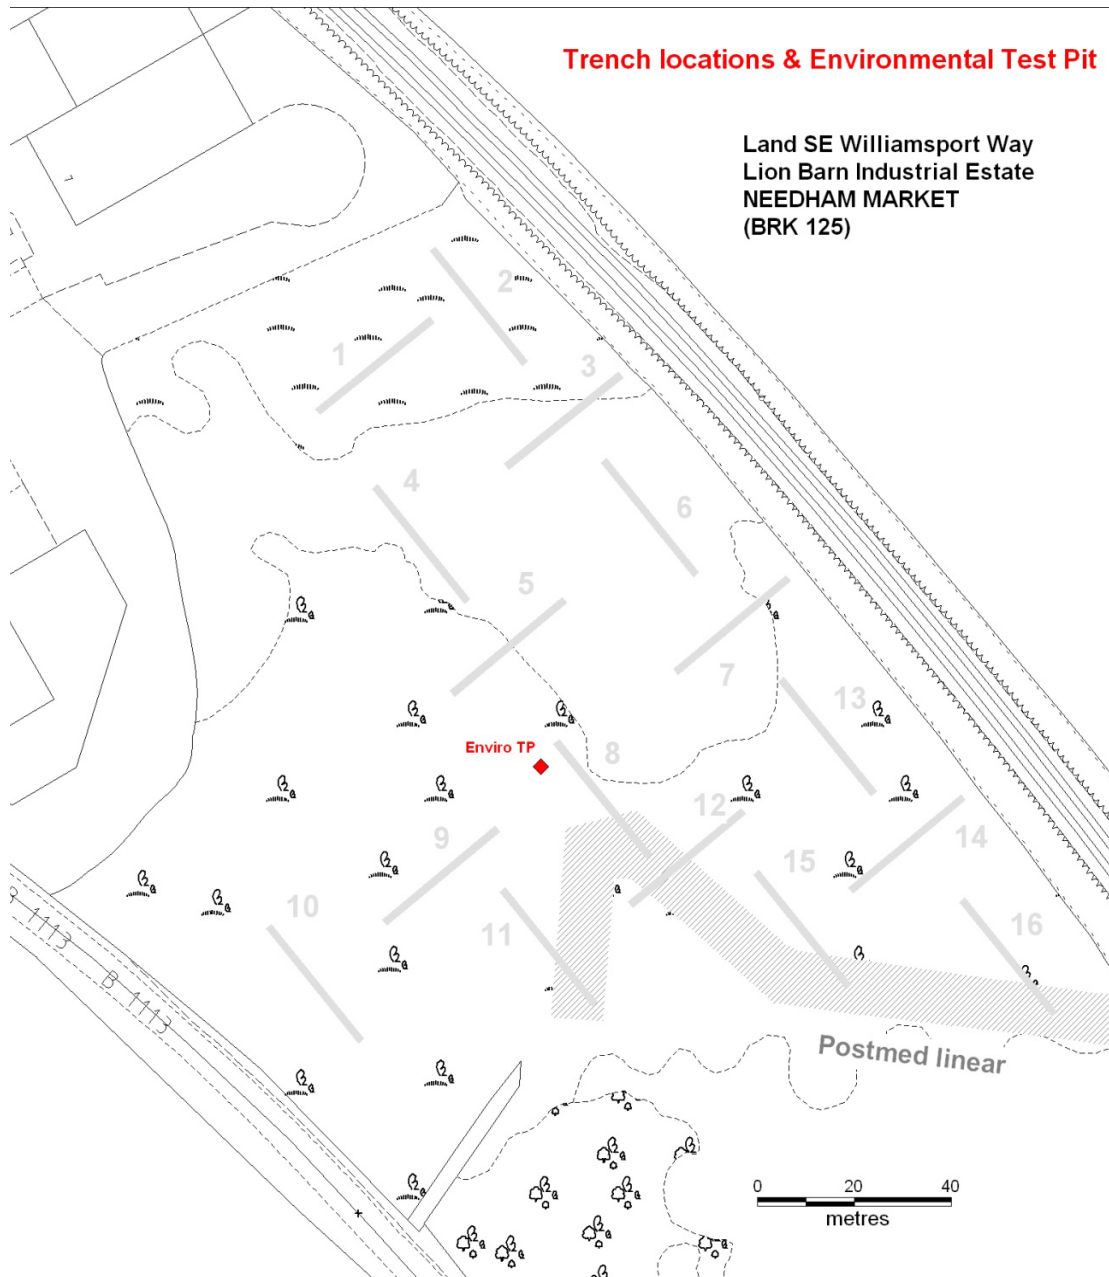 Trench locations & Environmental Test Pit
Land SE Williamsport Way
Lion Barn Industrial Estate
NEEDHAM MARKET
(BRK 125)
7
2
1
3
4
6
5
7
13
Enviro TP
8
12
9
14
15
10
11
16
B 1113
B 1113
Postmed linear
0 20 40
metres